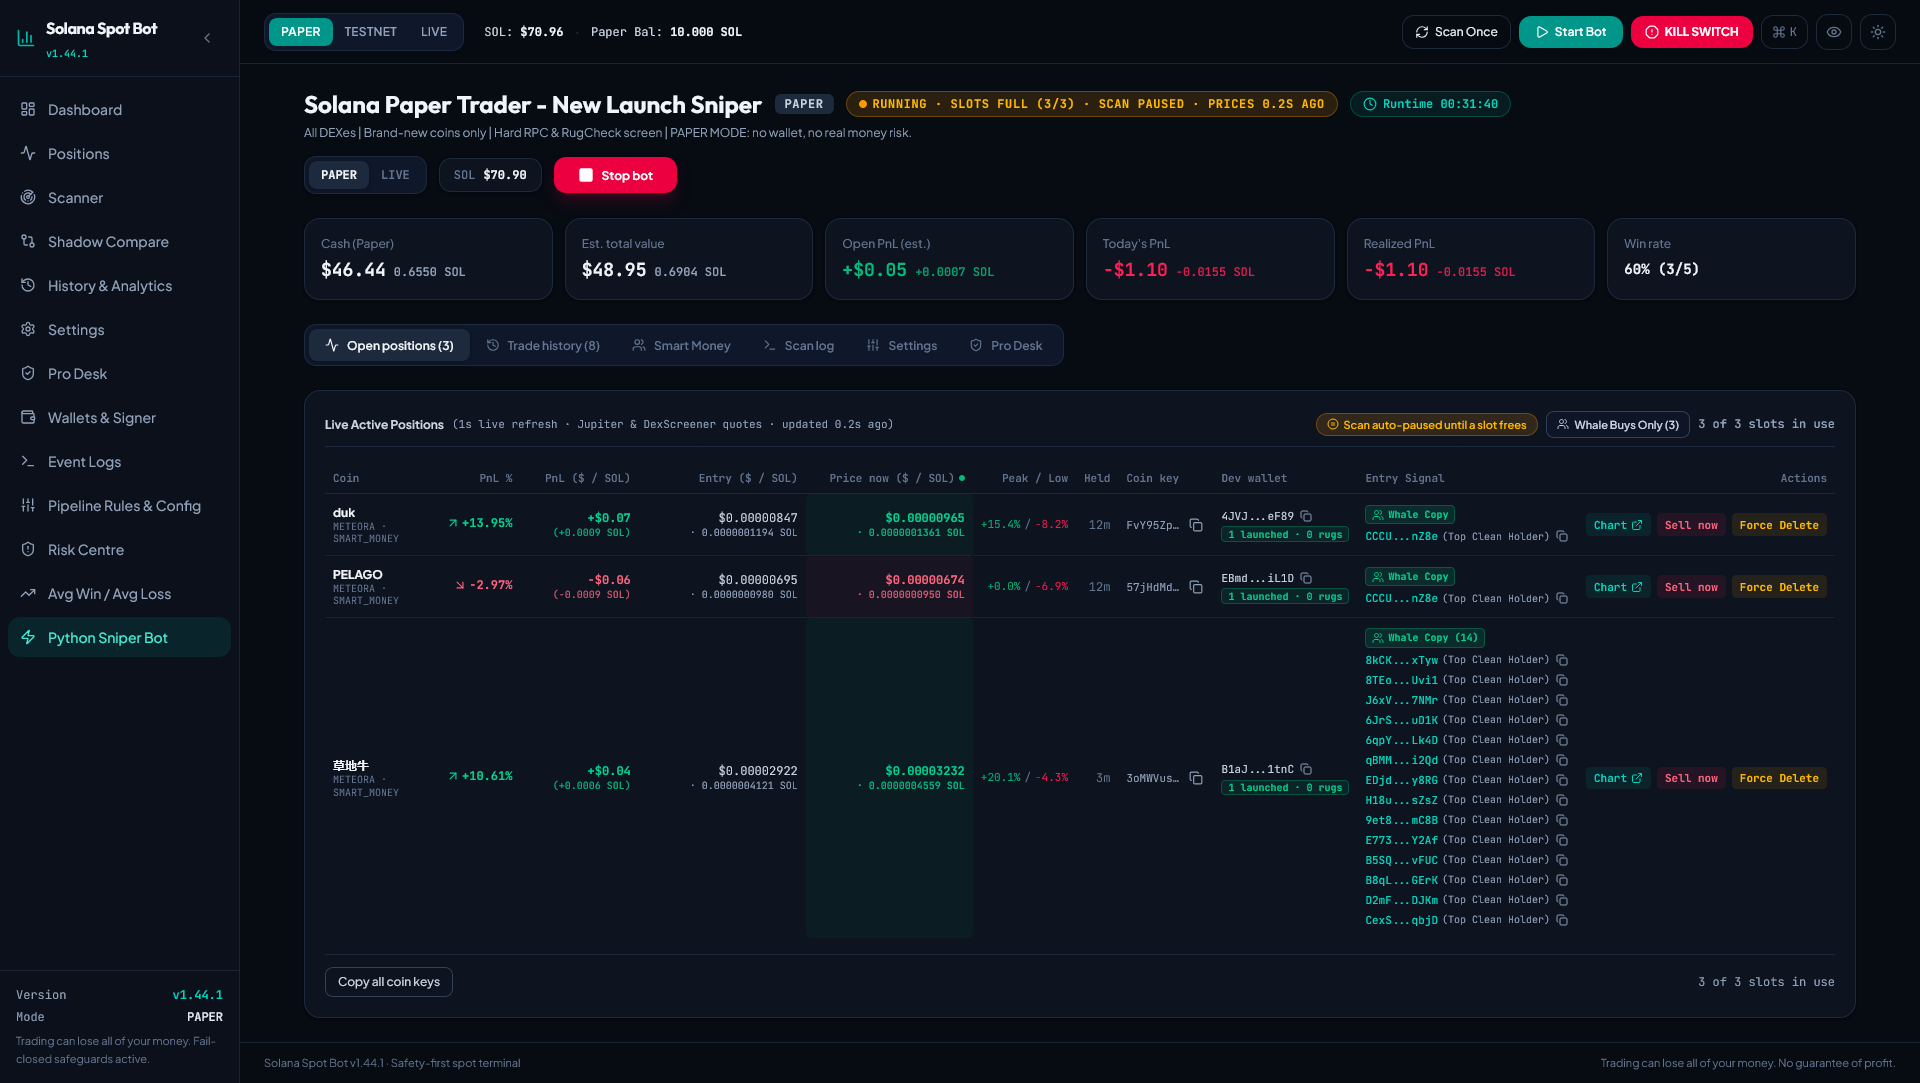 Solana Spot Bot
v1.44.1
PAPER TESTNET LIVE SOL: $70.96 · Paper Bal: 10.000 SOL
Scan Once Start Bot KILL SWITCH ⌘ K
Dashboard
Positions
Scanner
Shadow Compare
History & Analytics
Settings
Pro Desk
Wallets & Signer
Event Logs
Pipeline Rules & Config
Risk Centre
Avg Win / Avg Loss
Python Sniper Bot
Version v1.44.1
Mode PAPER
Trading can lose all of your money. Fail-
closed safeguards active.
Solana Paper Trader - New Launch Sniper PAPER RUNNING · SLOTS FULL (3/3) · SCAN PAUSED · PRICES 0.2S AGO Runtime 00:31:40
All DEXes | Brand-new coins only | Hard RPC & RugCheck screen | PAPER MODE: no wallet, no real money risk.
PAPER LIVE SOL $70.90 Stop bot
Cash (Paper)
$46.44 0.6550 SOL
Est. total value
$48.95 0.6904 SOL
Open PnL (est.)
+$0.05 +0.0007 SOL
Today's PnL
-$1.10 -0.0155 SOL
Realized PnL
-$1.10 -0.0155 SOL
Win rate
60% (3/5)
Open positions (3) Trade history (8) Smart Money Scan log Settings Pro Desk
Live Active Positions (1s live refresh · Jupiter & DexScreener quotes · updated 0.2s ago)
Scan auto-paused until a slot frees Whale Buys Only (3) 3 of 3 slots in use
Coin PnL % PnL ($ / SOL) Entry ($ / SOL) Price now ($ / SOL) Peak / Low Held Coin key Dev wallet Entry Signal Actions
duk
METEORA ·
SMART_MONEY
+13.95%
+$0.07
(+0.0009 SOL)
$0.00000847
· 0.0000001194 SOL
$0.00000965
· 0.0000001361 SOL
+15.4% / -8.2% 12m FvY95Zp…
4JVJ...eF89
1 launched · 0 rugs
Whale Copy
CCCU...nZ8e (Top Clean Holder)
Chart Sell now Force Delete
PELAGO
METEORA ·
SMART_MONEY
-2.97%
-$0.06
(-0.0009 SOL)
$0.00000695
· 0.0000000980 SOL
$0.00000674
· 0.0000000950 SOL
+0.0% / -6.9% 12m 57jHdMd…
EBmd...iL1D
1 launched · 0 rugs
Whale Copy
CCCU...nZ8e (Top Clean Holder)
Chart Sell now Force Delete
草地牛
METEORA ·
SMART_MONEY
+10.61%
+$0.04
(+0.0006 SOL)
$0.00002922
· 0.0000004121 SOL
$0.00003232
· 0.0000004559 SOL
+20.1% / -4.3% 3m 3oMWVus…
B1aJ...1tnC
1 launched · 0 rugs
Whale Copy (14)
8kCK...xTyw (Top Clean Holder)
8TEo...Uvi1 (Top Clean Holder)
J6xV...7NMr (Top Clean Holder)
6JrS...uD1K (Top Clean Holder)
6qpY...Lk4D (Top Clean Holder)
qBMM...i2Qd (Top Clean Holder)
EDjd...y8RG (Top Clean Holder)
H18u...sZsZ (Top Clean Holder)
9et8...mC8B (Top Clean Holder)
E773...Y2Af (Top Clean Holder)
B5SQ...vFUC (Top Clean Holder)
B8qL...GErK (Top Clean Holder)
D2mF...DJKm (Top Clean Holder)
CexS...qbjD (Top Clean Holder)
Chart Sell now Force Delete
Copy all coin keys 3 of 3 slots in use
Solana Spot Bot v1.44.1 · Safety-first spot terminal Trading can lose all of your money. No guarantee of profit.